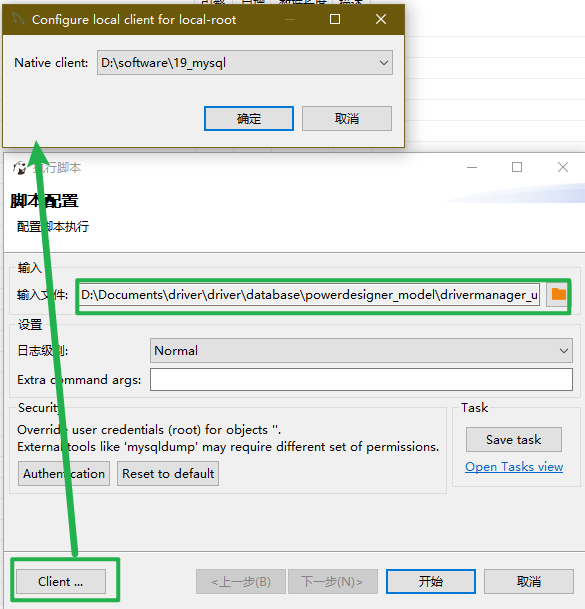 Configure local client for local-root
Native client:
D:\software\19_mysql
确定
取消
执行脚本
脚本配置
配置脚本执行
输入
输入文件:
D:\Documents\driver\driver\database\powerdesigner_model\drivermanager_u
设置
日志级别:
Normal
Extra command args:
Security
Override user credentials (root) for objects ''.
External tools like 'mysqldump' may require different set of permissions.
Authentication
Reset to default
Task
Save task
Open Tasks view
Client ...
<上一步(B)
下一步(N)>
开始
取消